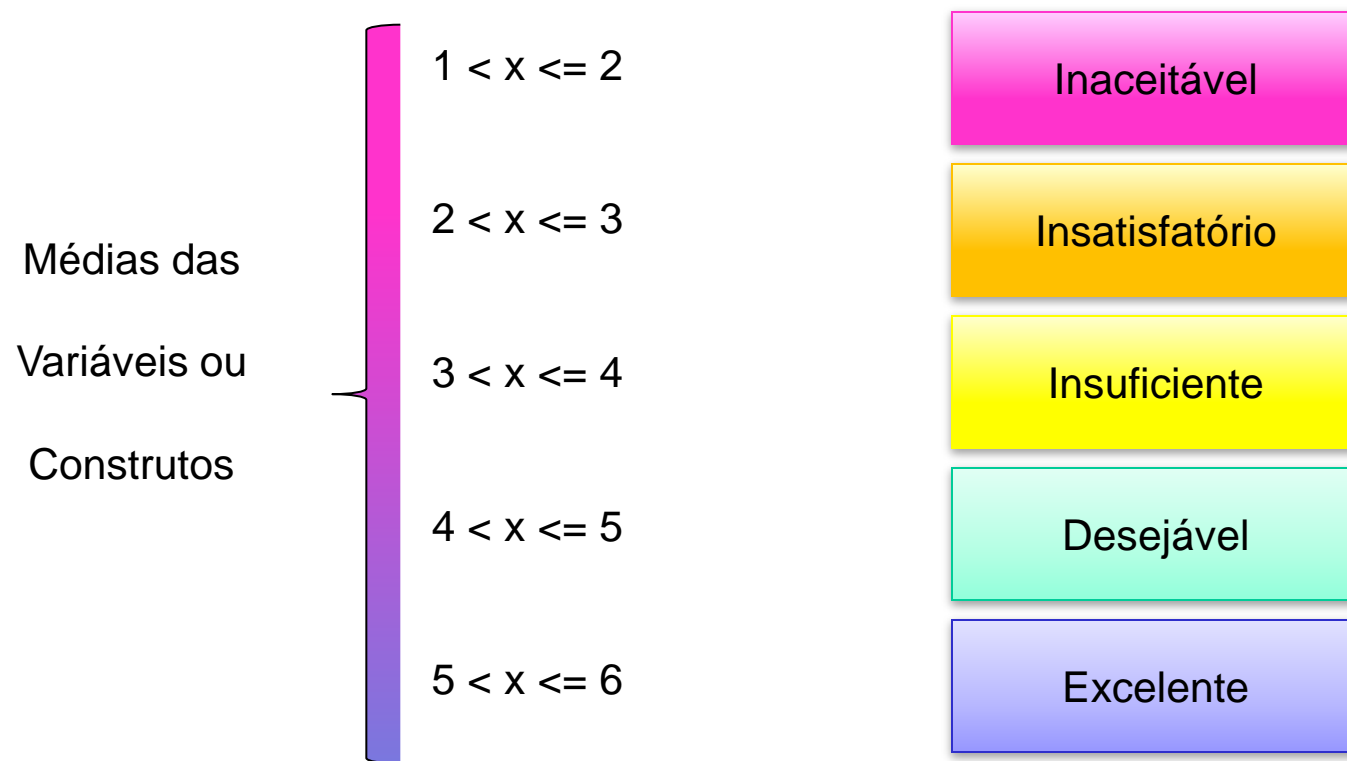 Médias das
Variáveis ou
Construtos
1 < x <= 2
Inaceitável
2 < x <= 3
Insatisfatório
3 < x <= 4
Insuficiente
4 < x <= 5
Desejável
5 < x <= 6
Excelente